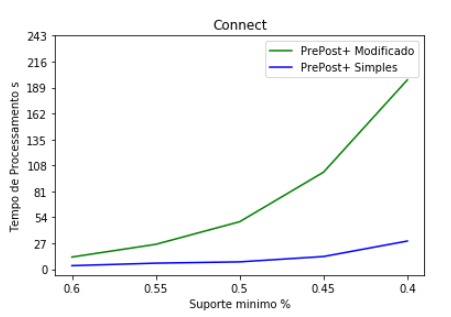 Connect
PrePost+ Modificado
PrePost+ Simples
Tempo de Processamento s
243
216
189
162
135
108
81
54
27
0
0.6 0.55 0.5 0.45 0.4
Suporte minimo %